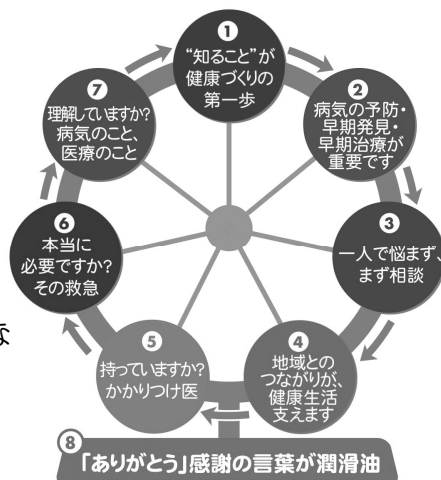 1
“知ること”が
健康づくりの
第一歩
2
病気の予防・
早期発見・
早期治療が
重要です
3
一人で悩まず、
まず相談
4
地域との
つながりが、
健康生活
支えます
5
持っていますか?
かかりつけ医
6
本当に
必要ですか?
その救急
7
理解していますか?
病気のこと、
医療のこと
な
8
「ありがとう」感謝の言葉が潤滑油